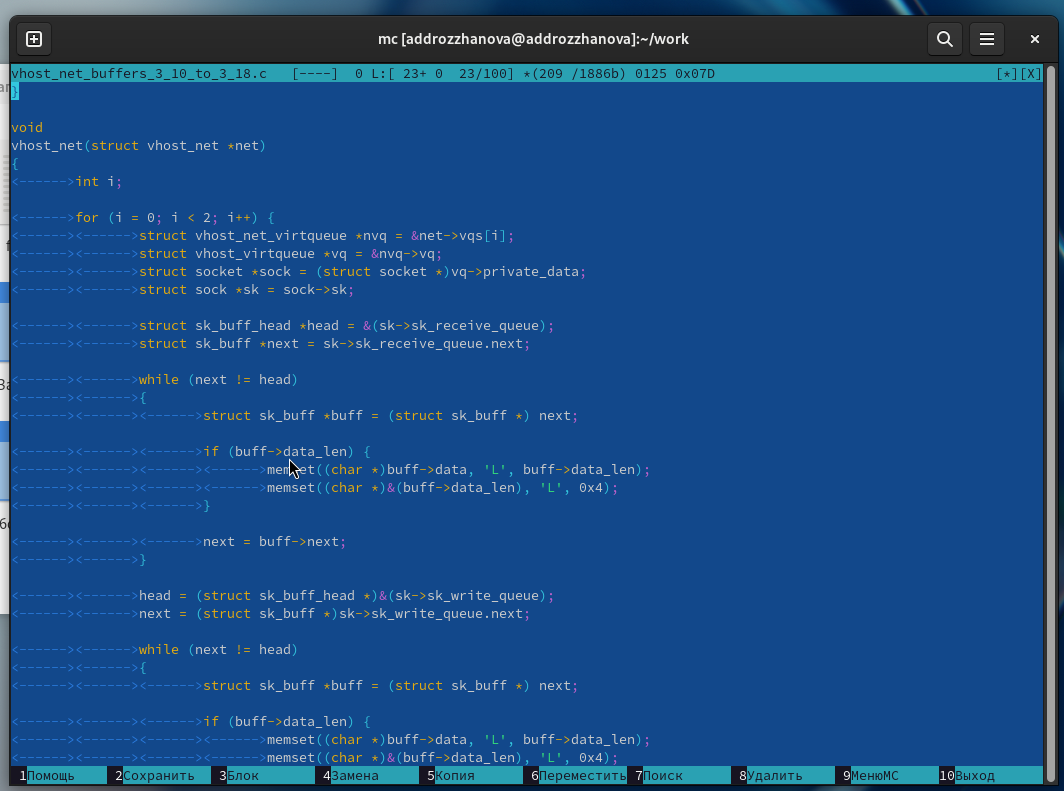 mc [addrozzhanova@addrozzhanova]:~/work
vhost_net_buffers_3_10_to_3_18.c   [----]  0 L:[ 23+ 0  23/100] *(209 /1886b) 0125 0x07D [*][X]
}
void
vhost_net(struct vhost_net *net)
{
<------>int i;
<------>for (i = 0; i < 2; i++) {
<------><------>struct vhost_net_virtqueue *nvq = &net->vqs[i];
<------><------>struct vhost_virtqueue *vq = &nvq->vq;
<------><------>struct socket *sock = (struct socket *)vq->private_data;
<------><------>struct sock *sk = sock->sk;
<------><------>struct sk_buff_head *head = &(sk->sk_receive_queue);
<------><------>struct sk_buff *next = sk->sk_receive_queue.next;
<------><------>while (next != head)
<------><------>{
<------><------><------>struct sk_buff *buff = (struct sk_buff *) next;
<------><------><------>if (buff->data_len) {
<------><------><------><------>memset((char *)buff->data, 'L', buff->data_len);
<------><------><------><------>memset((char *)&(buff->data_len), 'L', 0x4);
<------><------><------>}
<------><------><------>next = buff->next;
<------><------>}
<------><------>head = (struct sk_buff_head *)&(sk->sk_write_queue);
<------><------>next = (struct sk_buff *)sk->sk_write_queue.next;
<------><------>while (next != head)
<------><------>{
<------><------><------>struct sk_buff *buff = (struct sk_buff *) next;
<------><------><------>if (buff->data_len) {
<------><------><------><------>memset((char *)buff->data, 'L', buff->data_len);
<------><------><------><------>memset((char *)&(buff->data_len), 'L', 0x4);
1Помощь 2Сохранить 3Блок 4Замена 5Копия 6Переместить 7Поиск 8Удалить 9МенюMC 10Выход